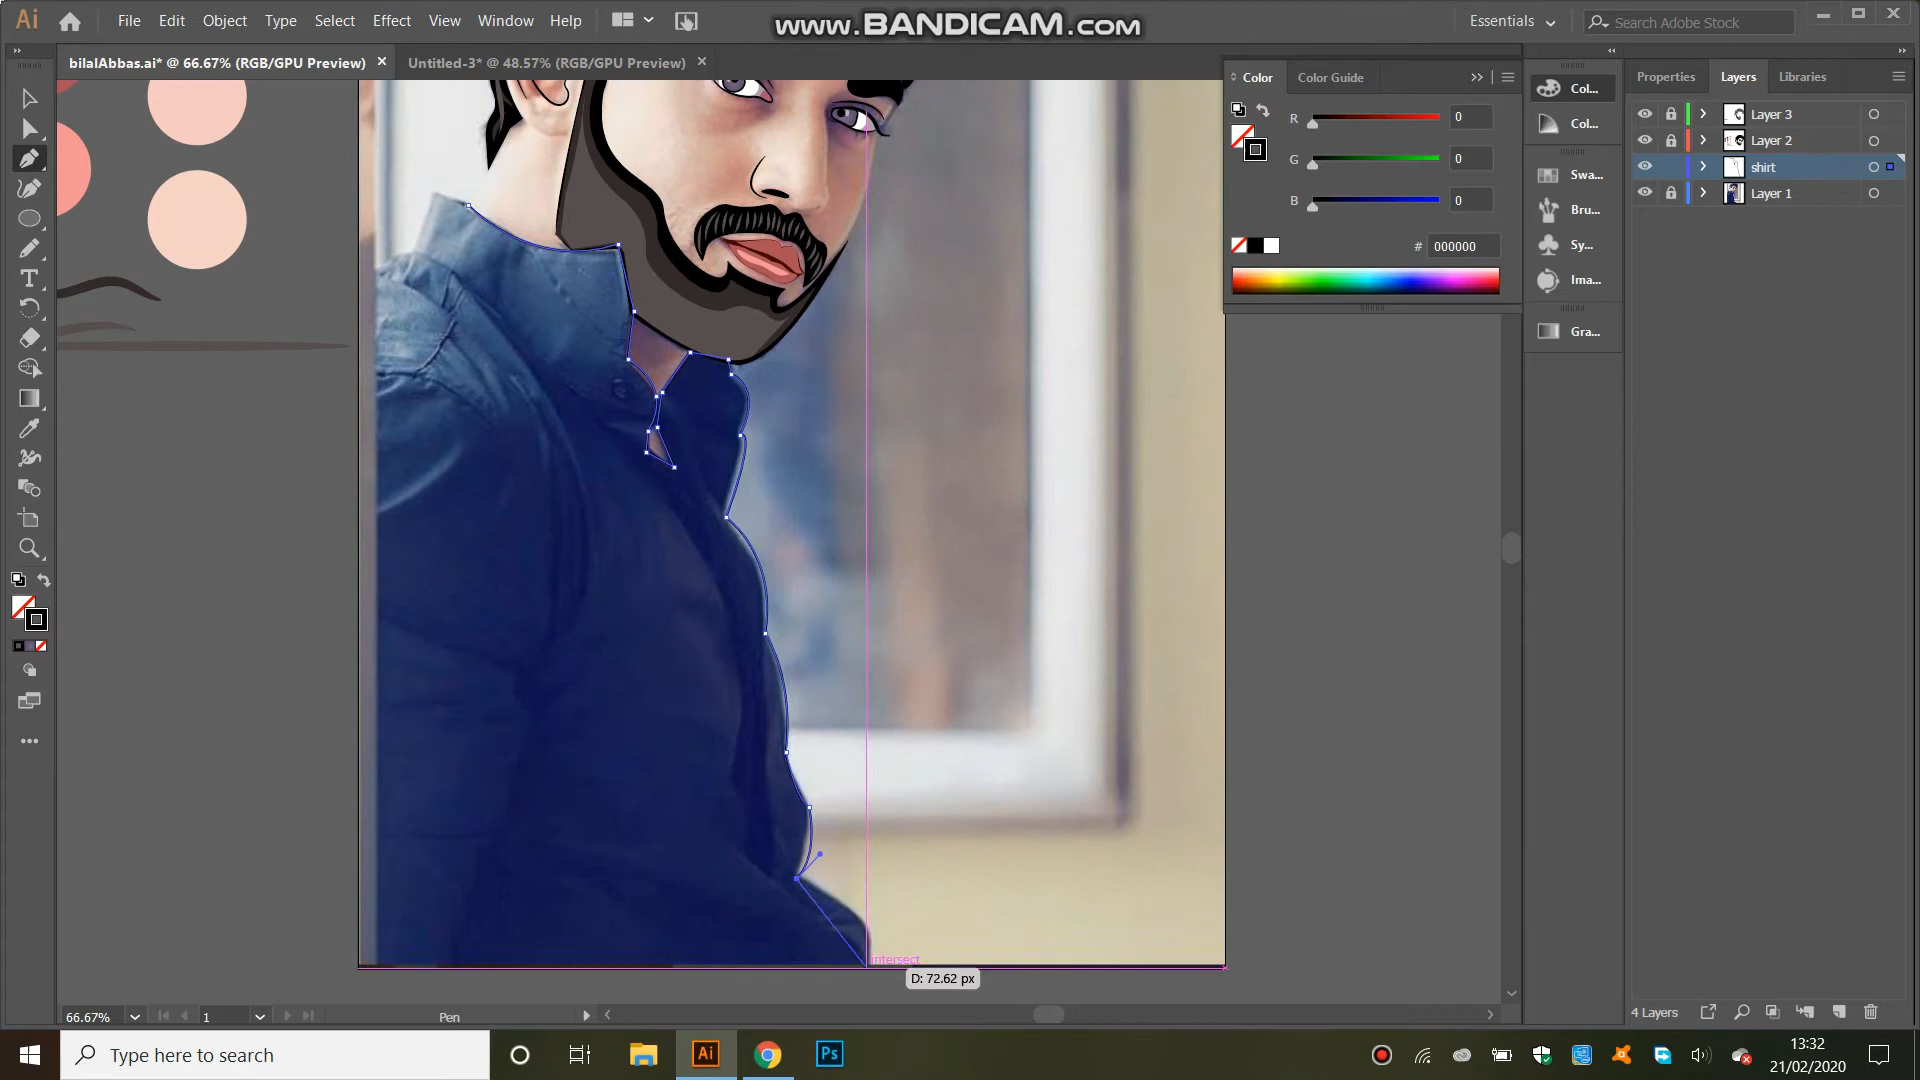 Ai File Edit Object Type Select Effect View Window Help
www.BANDICAM.com
Essentials
Search Adobe Stock
bilalAbbas.ai* @ 66.67% (RGB/GPU Preview)
Untitled-3* @ 48.57% (RGB/GPU Preview)
Color Color Guide
R 0
G 0
B 0
# 000000
Col...
Col...
Swa...
Bru...
Sy...
Ima...
Gra...
Properties Layers Libraries
Layer 3
Layer 2
shirt
Layer 1
intersect
D: 72.62 px
66.67%
1
Pen
4 Layers
Type here to search
Ai
Ps
13:32
21/02/2020